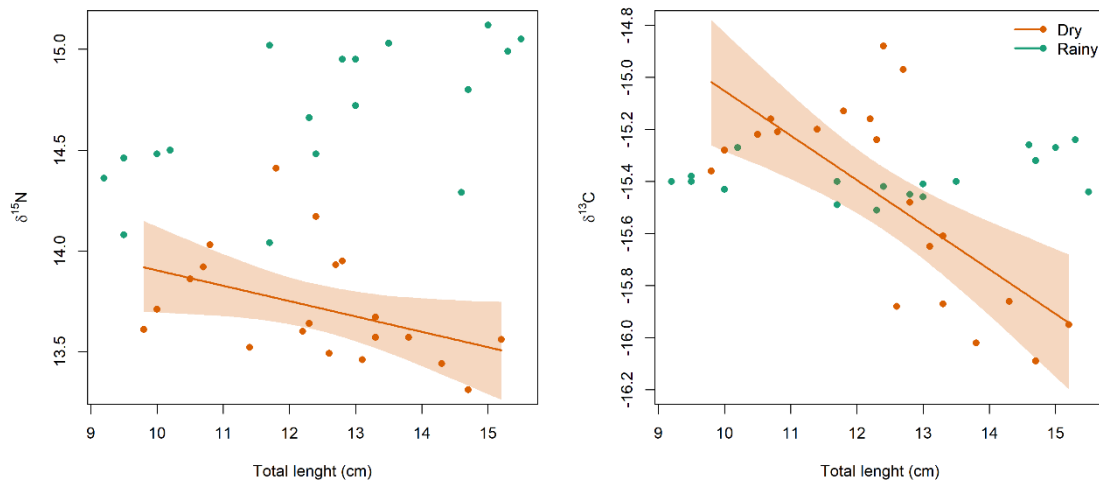 δ15N
15.0
14.5
14.0
13.5
9 10 11 12 13 14 15
Total lenght (cm)
δ13C
-14.8
-15.0
-15.2
-15.4
-15.6
-15.8
-16.0
-16.2
9 10 11 12 13 14 15
Total lenght (cm)
Dry
Rainy